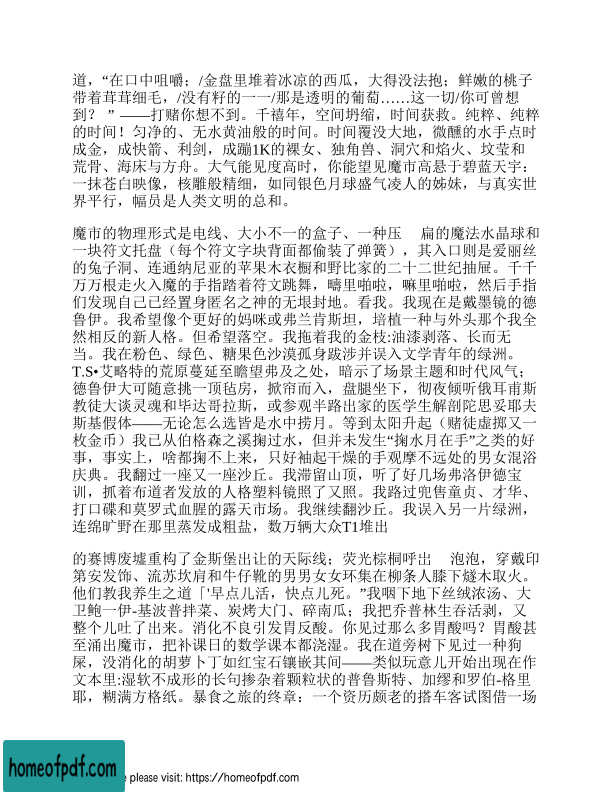 道，“在口中咀嚼；/金盘里堆着冰凉的西瓜，大得没法抱；鲜嫩的桃子
带着茸茸细毛，/没有籽的一一/那是透明的葡萄……这一切/你可曾想
到？ ”——打赌你想不到。千禧年，空间坍缩，时间获救。纯粹、纯粹
的时间！匀净的、无水黄油般的时间。时间覆没大地，微醺的水手点时
成金，成快箭、利剑，成蹦1K的裸女、独角兽、洞穴和焰火、坟茔和
荒骨、海床与方舟。大气能见度高时，你能望见魔市高悬于碧蓝天宇：
一抹苍白映像，核雕般精细，如同银色月球盛气凌人的姊妹，与真实世
界平行，幅员是人类文明的总和。
魔市的物理形式是电线、大小不一的盒子、一种压 扁的魔法水晶球和
一块符文托盘（每个符文字块背面都偷装了弹簧），其入口则是爱丽丝
的兔子洞、连通纳尼亚的苹果木衣橱和野比家的二十二世纪抽屉。千千
万万根走火入魔的手指踏着符文跳舞，噼里啪啦，嘛里啪啦，然后手指
们发现自己已经置身匿名之神的无垠封地。看我。我现在是戴墨镜的德
鲁伊。我希望像个更好的妈咪或弗兰肯斯坦，培植一种与外头那个我全
然相反的新人格。但希望落空。我拖着我的金枝:油漆剥落、长而无
当。我在粉色、绿色、糖果色沙漠孤身跋涉并误入文学青年的绿洲。
T.S•艾略特的荒原蔓延至瞻望弗及之处，暗示了场景主题和时代风气；
德鲁伊大可随意挑一顶毡房，掀帘而入，盘腿坐下，彻夜倾听俄耳甫斯
教徒大谈灵魂和毕达哥拉斯，或参观半路出家的医学生解剖陀思妥耶夫
斯基假体——无论怎么选皆是水中捞月。等到太阳升起（赌徒虚掷又一
枚金币）我已从伯格森之溪掬过水，但并未发生“掬水月在手”之类的好
事，事实上，啥都掬不上来，只好袖起干燥的手观摩不远处的男女混浴
庆典。我翻过一座又一座沙丘。我滞留山顶，听了好几场弗洛伊德宝
训，抓着布道者发放的人格塑料镜照了又照。我路过兜售童贞、才华、
打口碟和莫罗式血腥的露天市场。我继续翻沙丘。我误入另一片绿洲，
连绵旷野在那里蒸发成粗盐，数万辆大众T1堆出
的赛博废墟重构了金斯堡出让的天际线；荧光棕榈呼出 泡泡，穿戴印
第安发饰、流苏坎肩和牛仔靴的男男女女环集在柳条人膝下燧木取火。
他们教我养生之道「'早点儿活，快点儿死。”我咽下地下丝绒浓汤、大
卫鲍一伊-基波普拌菜、炭烤大门、碎南瓜；我把乔普林生吞活剥，又
整个儿吐了出来。消化不良引发胃反酸。你见过那么多胃酸吗？胃酸甚
至涌出魔市，把补课日的数学课本都浇湿。我在道旁树下见过一种狗
屎，没消化的胡萝卜丁如红宝石镶嵌其间——类似玩意儿开始出现在作
文本里:湿软不成形的长句掺杂着颗粒状的普鲁斯特、加缪和罗伯-格里
耶，糊满方格纸。暴食之旅的终章：一个资历颇老的搭车客试图借一场
homeofpdf.com
e please visit: https://homeofpdf.com